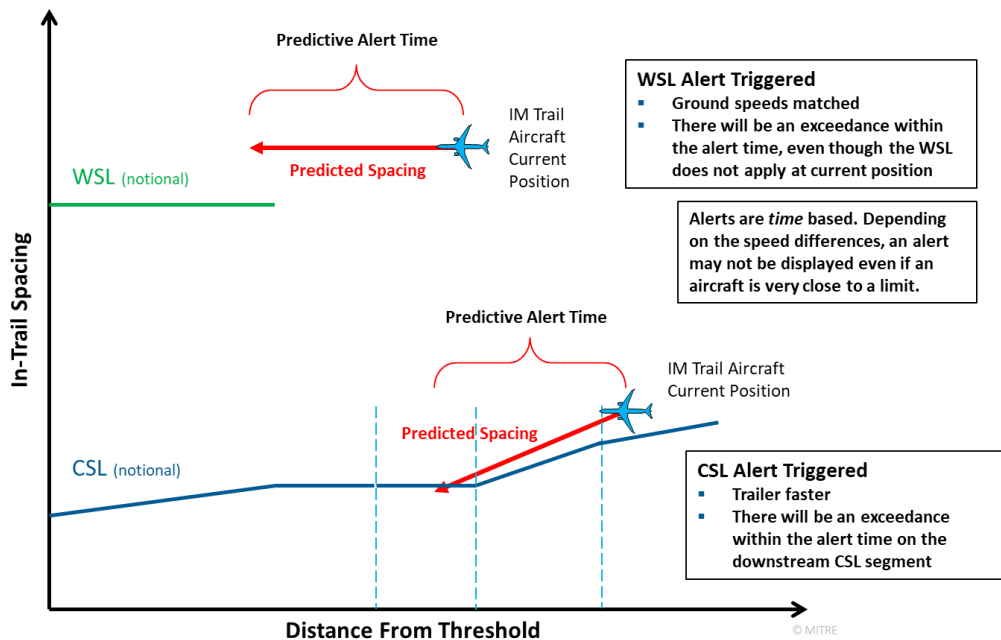 Predictive Alert Time
IM Trail
Aircraft
Current
Position
Predicted Spacing
WSL (notional)
WSL Alert Triggered
▪ Ground speeds matched
▪ There will be an exceedance within
the alert time, even though the WSL
does not apply at current position
Alerts are time based. Depending
on the speed differences, an alert
may not be displayed even if an
aircraft is very close to a limit.
In-Trail Spacing
Predictive Alert Time
IM Trail Aircraft
Current Position
Predicted Spacing
CSL (notional)
CSL Alert Triggered
▪ Trailer faster
▪ There will be an exceedance
within the alert time on the
downstream CSL segment
Distance From Threshold
© MITRE